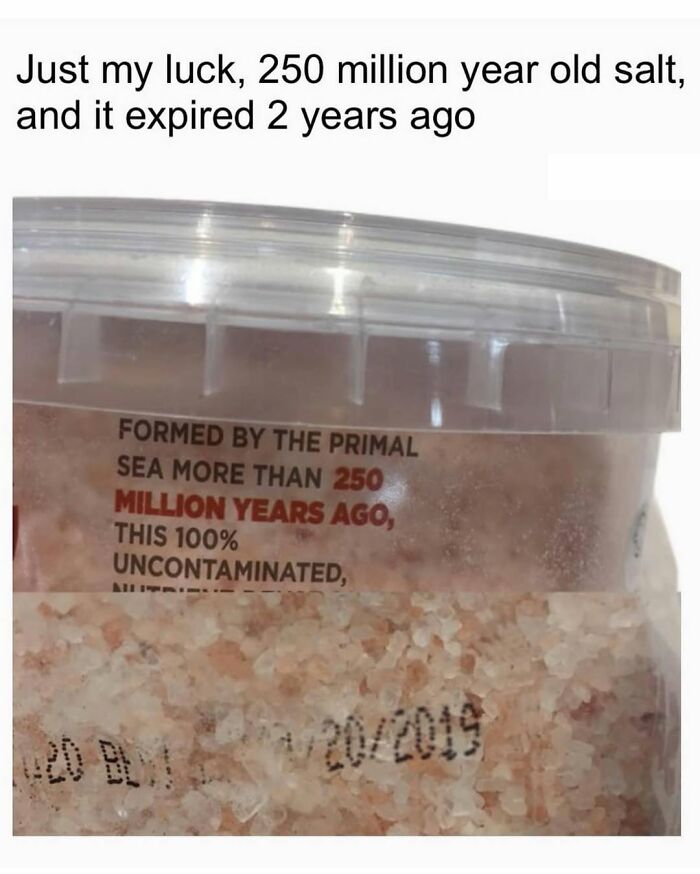 Just my luck, 250 million year old salt,
and it expired 2 years ago
FORMED BY THE PRIMAL
SEA MORE THAN 250
MILLION YEARS AGO,
THIS 100%
UNCONTAMINATED,
/20/2019